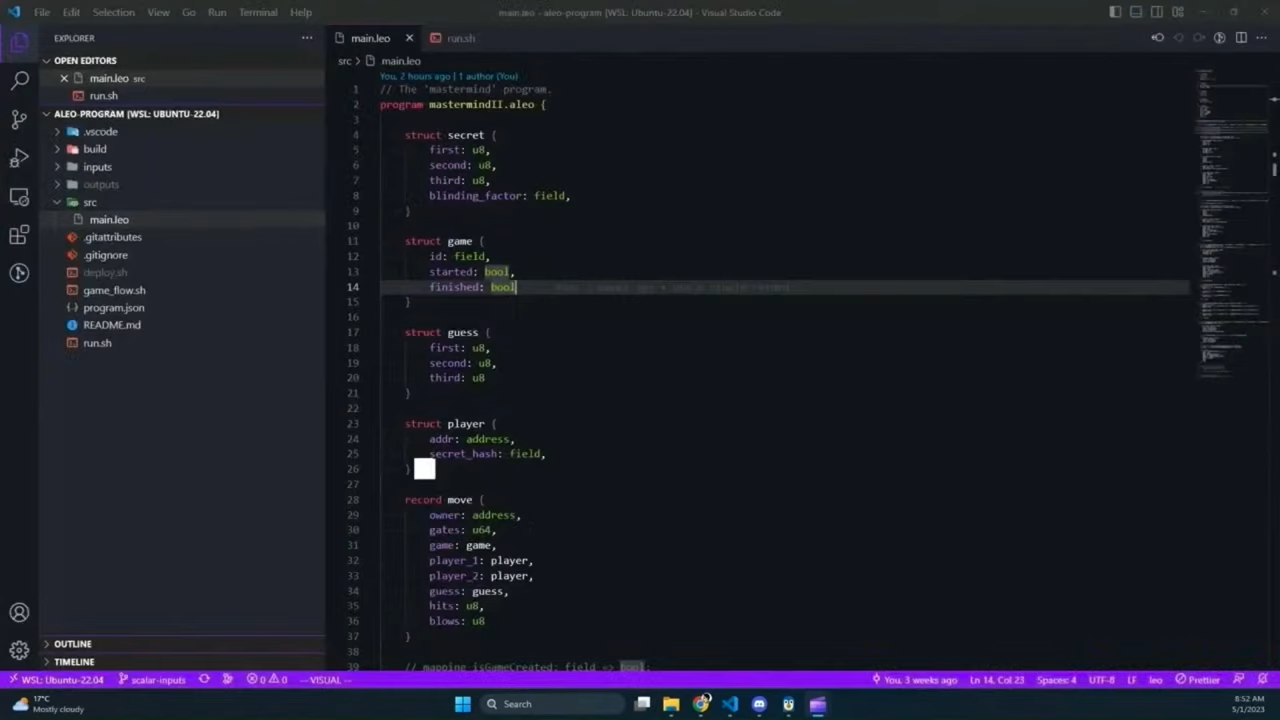 File Edit Selection View Go Run Terminal Help
main.leo - aleo-program [WSL: Ubuntu-22.04] - Visual Studio Code
EXPLORER
OPEN EDITORS
main.leo src
run.sh
ALEO-PROGRAM [WSL: UBUNTU-22.04]
.vscode
build
inputs
outputs
src
main.leo
.gitattributes
.gitignore
deploy.sh
game_flow.sh
program.json
README.md
run.sh
OUTLINE
TIMELINE
main.leo
run.sh
src > main.leo
You, 2 hours ago | 1 author (You)
1 // The 'mastermind' program.
2 program mastermindII.aleo {
3
4 struct secret {
5 first: u8,
6 second: u8,
7 third: u8,
8 blinding_factor: field,
9 }
10
11 struct game {
12 id: field,
13 started: bool,
14 finished: bool
15 }
16
17 struct guess {
18 first: u8,
19 second: u8,
20 third: u8
21 }
22
23 struct player {
24 addr: address,
25 secret_hash: field,
26 }
27
28 record move {
29 owner: address,
30 gates: u64,
31 game: game,
32 player_1: player,
33 player_2: player,
34 guess: guess,
35 hits: u8,
36 blows: u8
37 }
38
39 // mapping isGameCreated: field => bool;
WSL: Ubuntu-22.04 scalar-inputs 0 0 -- VISUAL -- You, 3 weeks ago Ln 14, Col 23 Spaces: 4 UTF-8 LF leo Prettier
17°C
Mostly cloudy
Search
8:52 AM
5/1/2023